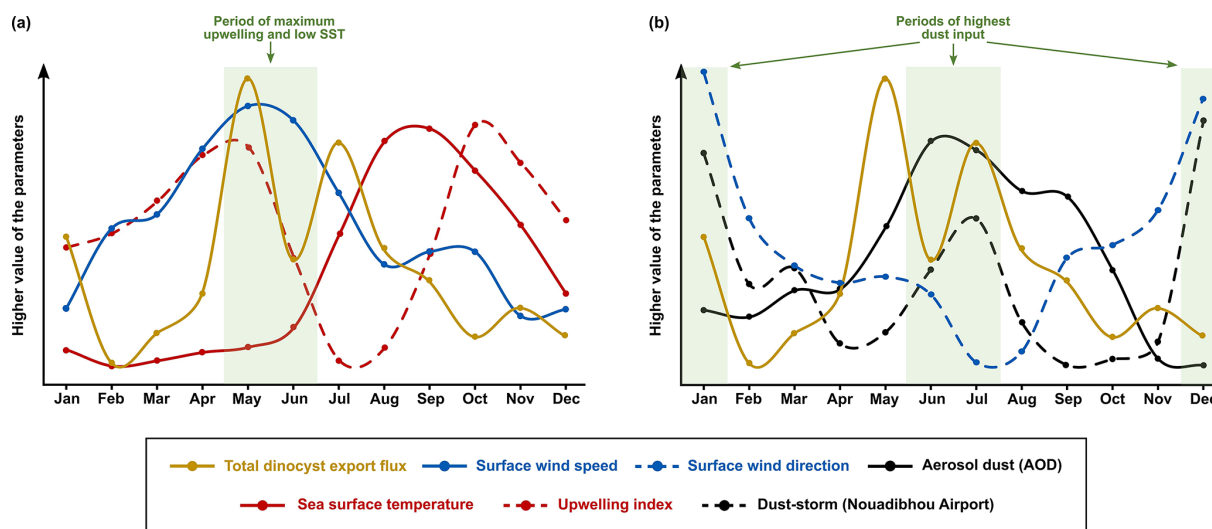 (a)
Period of maximum
upwelling and low SST
Higher value of the parameters
Jan Feb Mar Apr May Jun Jul Aug Sep Oct Nov Dec
(b)
Periods of highest
dust input
Higher value of the parameters
Jan Feb Mar Apr May Jun Jul Aug Sep Oct Nov Dec
Total dinocyst export flux Surface wind speed Surface wind direction Aerosol dust (AOD)
Sea surface temperature Upwelling index Dust-storm (Nouadibhou Airport)